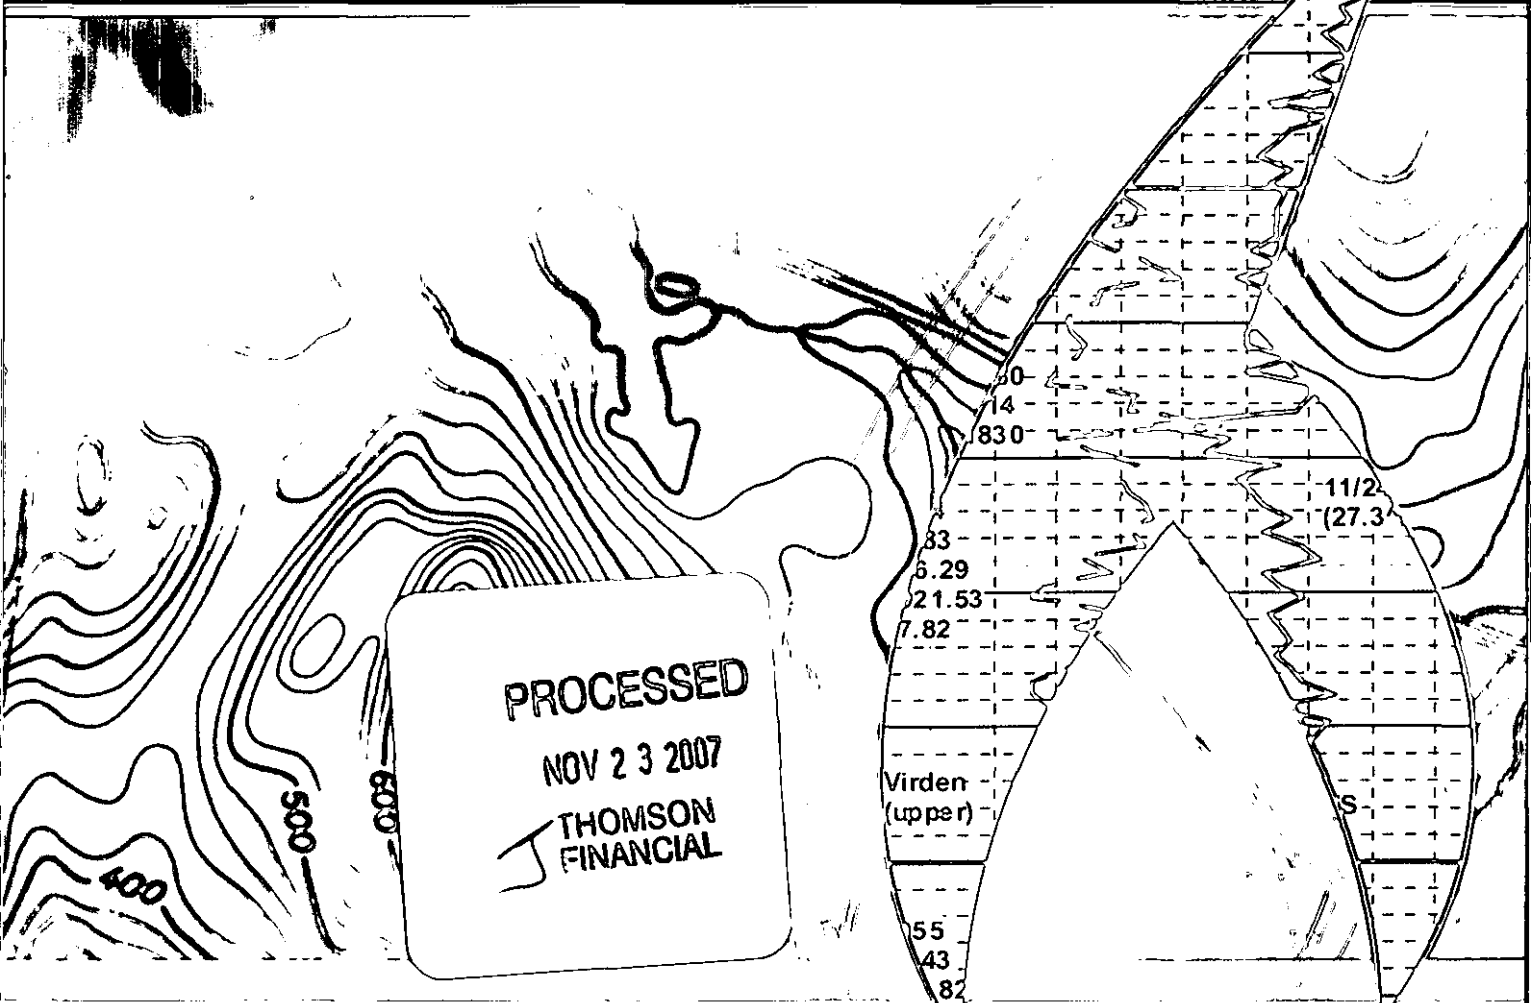 60
14
830
11/2
(27.3
83
6.29
21.53
7.82
PROCESSED
NOV 2 3 2007
THOMSON
FINANCIAL
Virden
(upper)
S
500
600
400
55
43
82